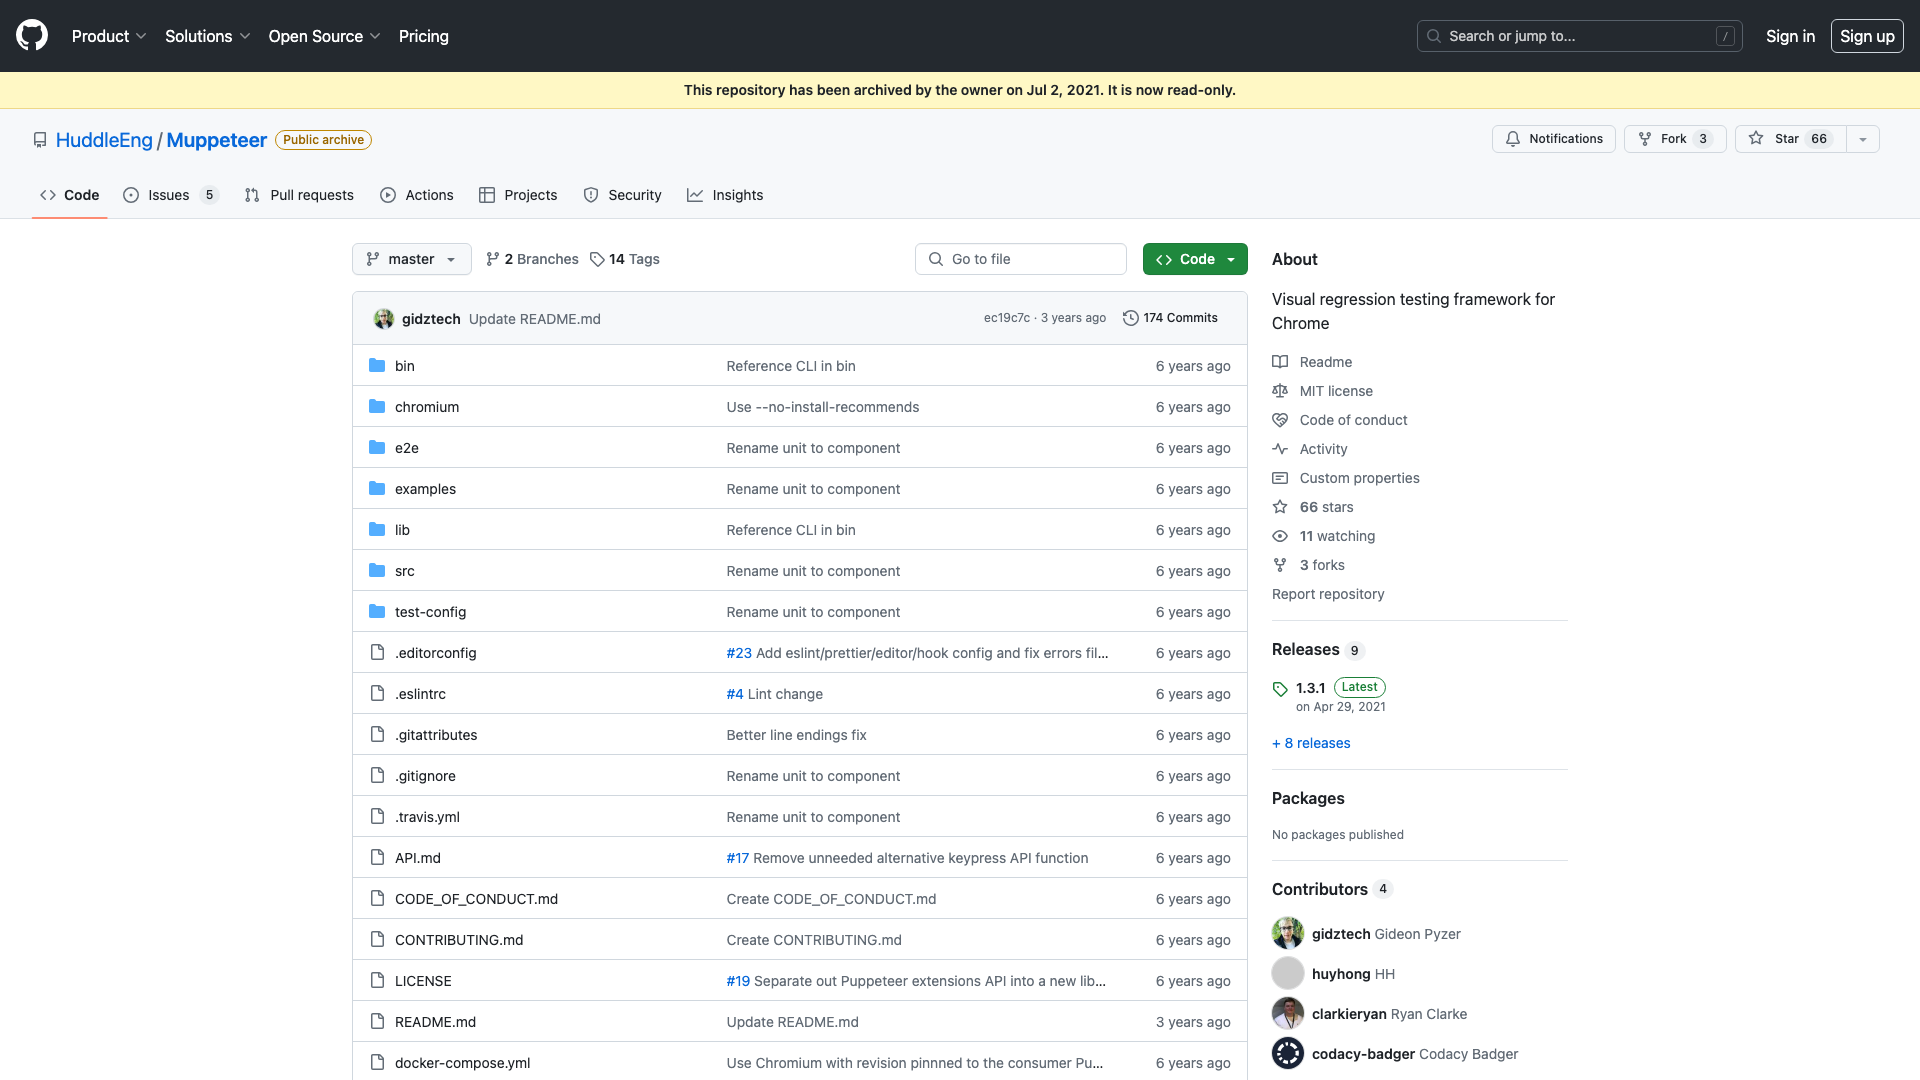 Product Solutions Open Source Pricing Search or jump to... / Sign in Sign up
This repository has been archived by the owner on Jul 2, 2021. It is now read-only.
HuddleEng / Muppeteer Public archive Notifications Fork 3 Star 66
Code Issues 5 Pull requests Actions Projects Security Insights
master 2 Branches 14 Tags Go to file Code
gidztech Update README.md ec19c7c · 3 years ago 174 Commits
bin Reference CLI in bin 6 years ago
chromium Use --no-install-recommends 6 years ago
e2e Rename unit to component 6 years ago
examples Rename unit to component 6 years ago
lib Reference CLI in bin 6 years ago
src Rename unit to component 6 years ago
test-config Rename unit to component 6 years ago
.editorconfig #23 Add eslint/prettier/editor/hook config and fix errors fil... 6 years ago
.eslintrc #4 Lint change 6 years ago
.gitattributes Better line endings fix 6 years ago
.gitignore Rename unit to component 6 years ago
.travis.yml Rename unit to component 6 years ago
API.md #17 Remove unneeded alternative keypress API function 6 years ago
CODE_OF_CONDUCT.md Create CODE_OF_CONDUCT.md 6 years ago
CONTRIBUTING.md Create CONTRIBUTING.md 6 years ago
LICENSE #19 Separate out Puppeteer extensions API into a new lib... 6 years ago
README.md Update README.md 3 years ago
docker-compose.yml Use Chromium with revision pinnned to the consumer Pu... 6 years ago
About
Visual regression testing framework for
Chrome
Readme
MIT license
Code of conduct
Activity
Custom properties
66 stars
11 watching
3 forks
Report repository
Releases 9
1.3.1 Latest
on Apr 29, 2021
+ 8 releases
Packages
No packages published
Contributors 4
gidztech Gideon Pyzer
huyhong HH
clarkieryan Ryan Clarke
codacy-badger Codacy Badger